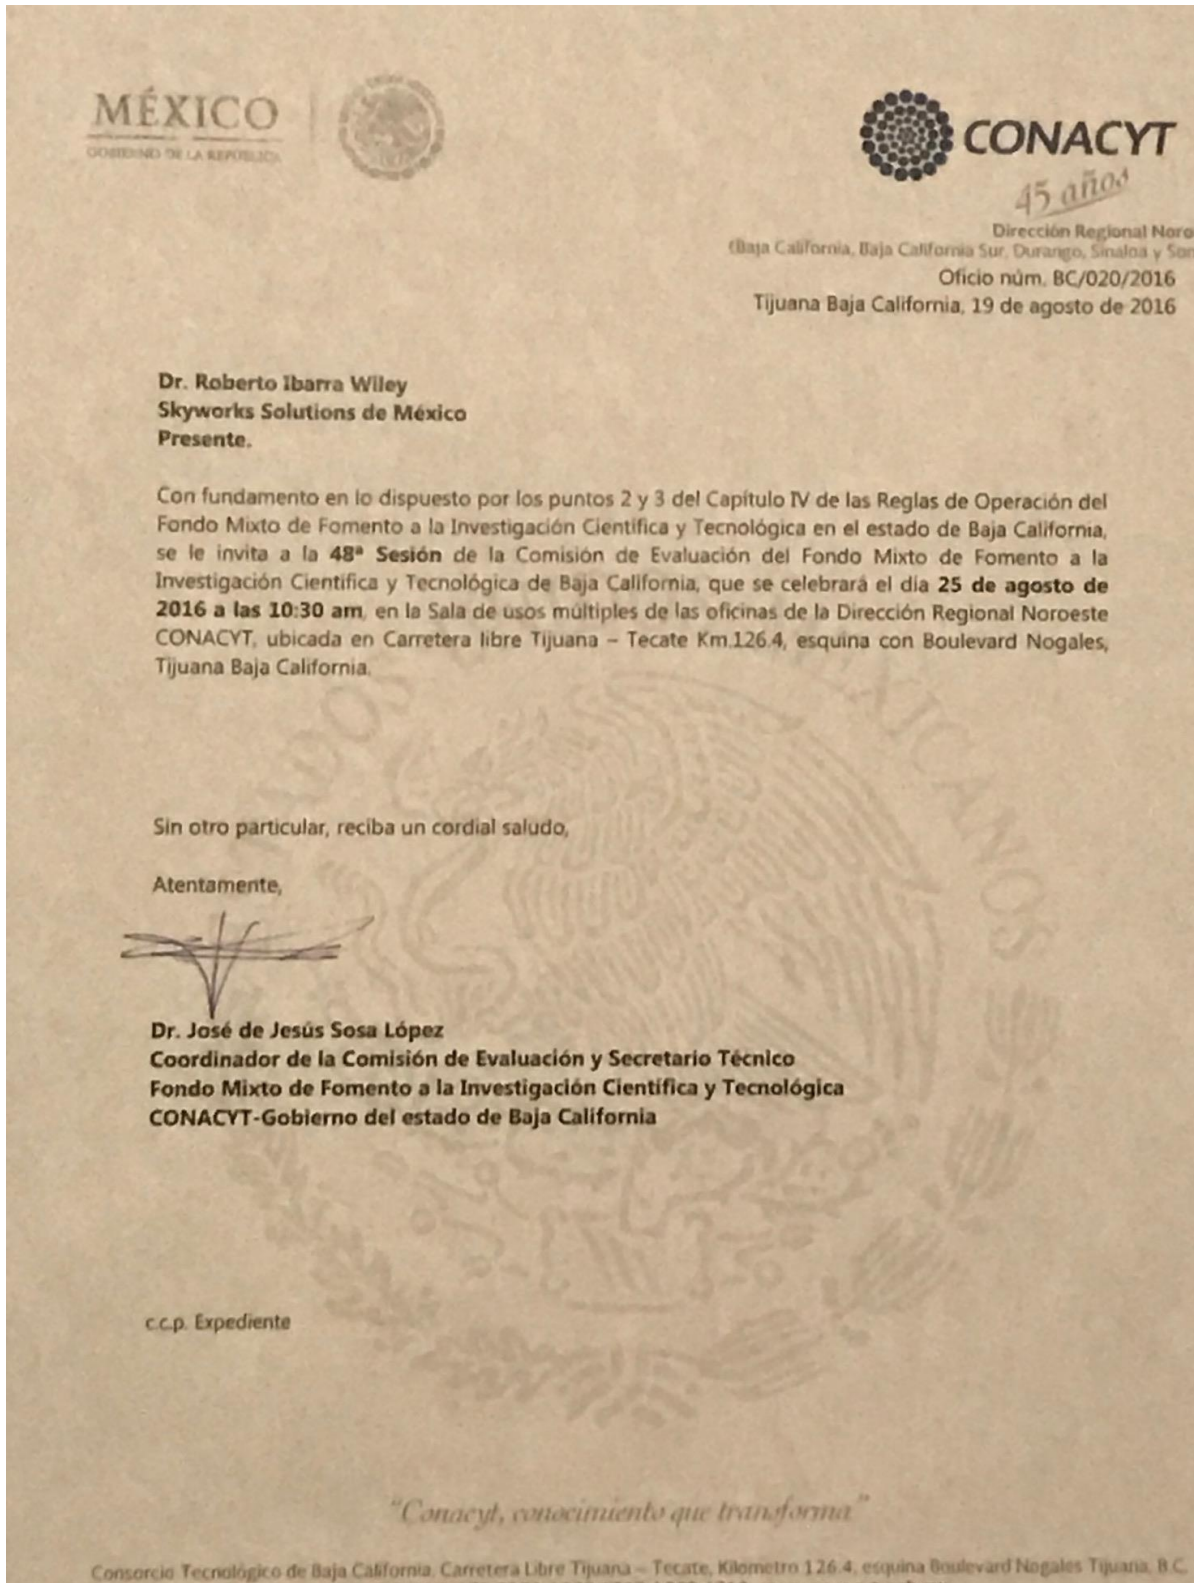 MÉXICO
GOBIERNO DE LA REPÚBLICA
CONACYT
45 años
Dirección Regional Noro
(Baja California, Baja California Sur, Durango, Sinaloa y Son
Oficio núm. BC/020/2016
Tijuana Baja California, 19 de agosto de 2016
Dr. Roberto Ibarra Wiley
Skyworks Solutions de México
Presente.
Con fundamento en lo dispuesto por los puntos 2 y 3 del Capítulo IV de las Reglas de Operación del
Fondo Mixto de Fomento a la Investigación Científica y Tecnológica en el estado de Baja California,
se le invita a la 48ª Sesión de la Comisión de Evaluación del Fondo Mixto de Fomento a la
Investigación Científica y Tecnológica de Baja California, que se celebrará el día 25 de agosto de
2016 a las 10:30 am, en la Sala de usos múltiples de las oficinas de la Dirección Regional Noroeste
CONACYT, ubicada en Carretera libre Tijuana – Tecate Km.126.4, esquina con Boulevard Nogales,
Tijuana Baja California.
Sin otro particular, reciba un cordial saludo,
Atentamente,
Dr. José de Jesús Sosa López
Coordinador de la Comisión de Evaluación y Secretario Técnico
Fondo Mixto de Fomento a la Investigación Científica y Tecnológica
CONACYT-Gobierno del estado de Baja California
c.c.p. Expediente
"Conacyt, conocimiento que transforma"
Consorcio Tecnológico de Baja California. Carretera Libre Tijuana – Tecate, Kilometro 126.4, esquina Boulevard Nogales Tijuana, B.C.